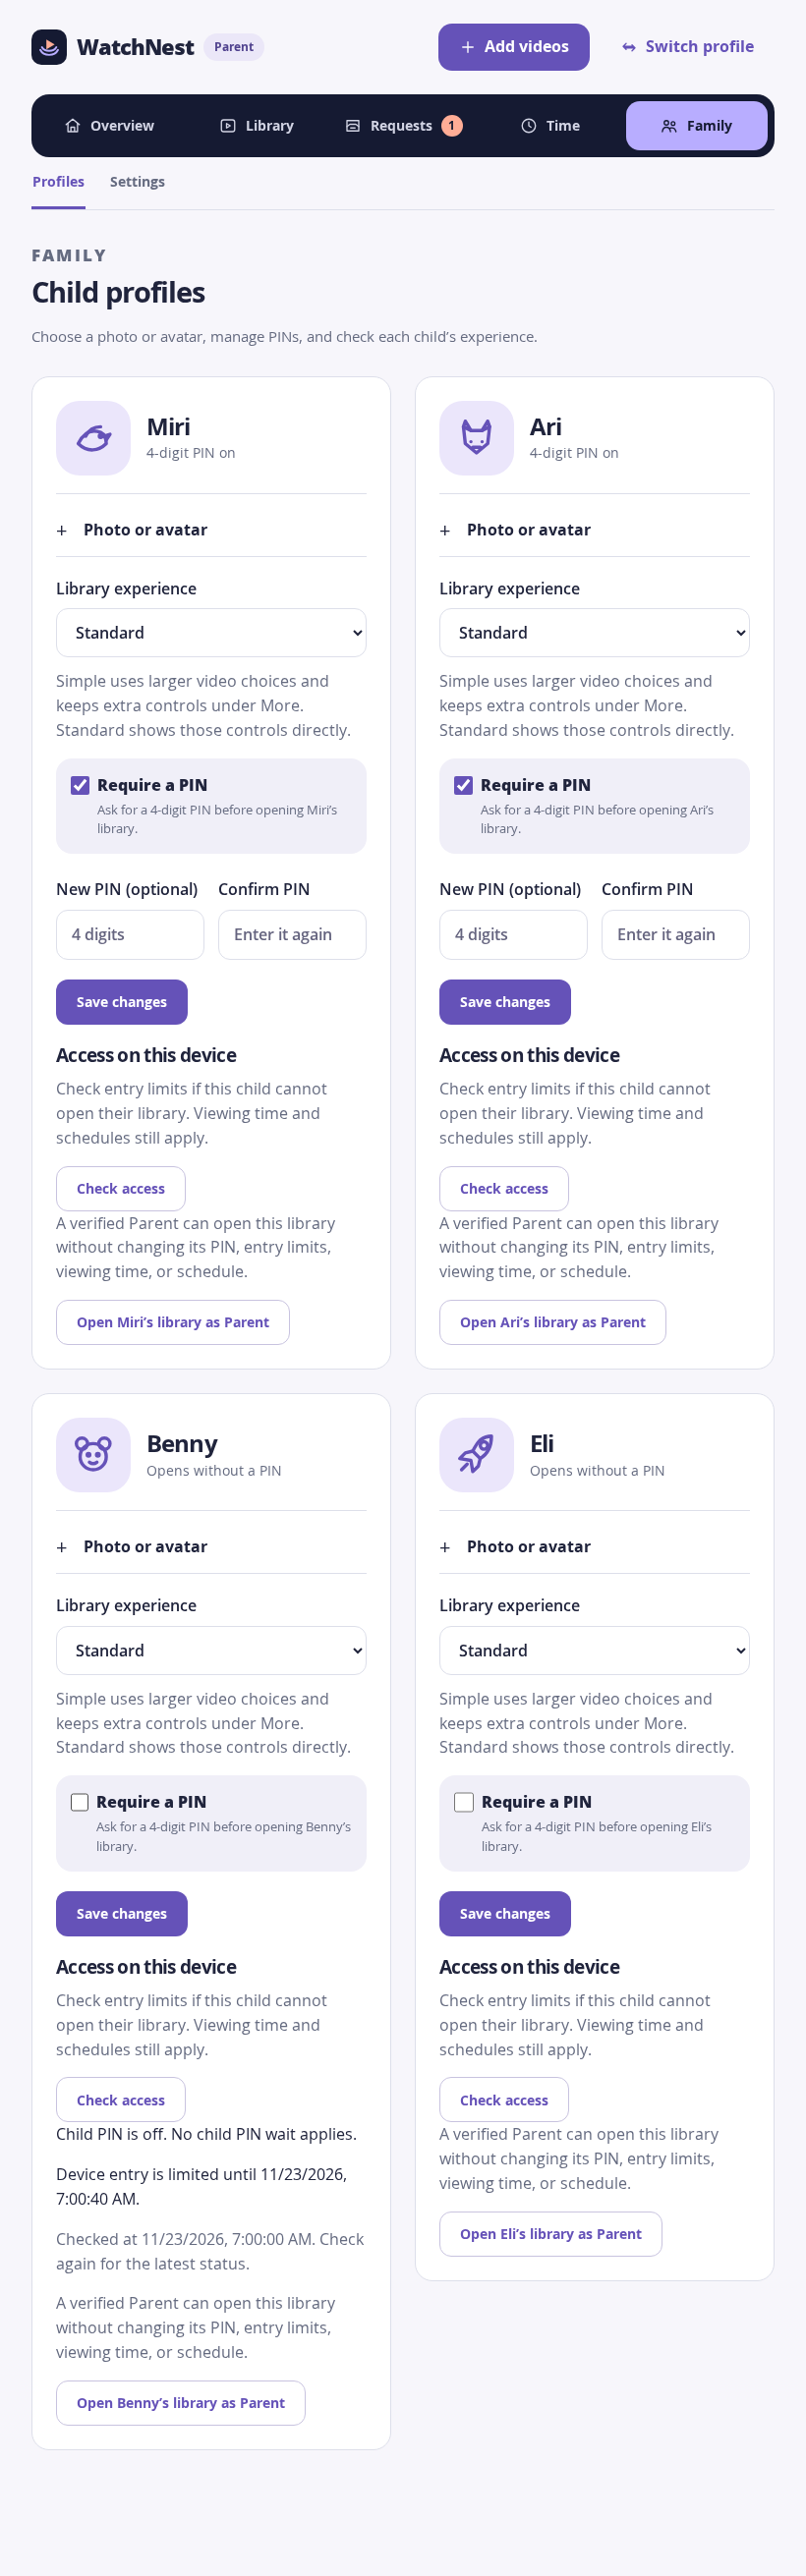 WatchNest
Parent
+ Add videos
Switch profile
Overview
Library
Requests 1
Time
Family
Profiles
Settings
FAMILY
Child profiles
Choose a photo or avatar, manage PINs, and check each child’s experience.
Miri
4-digit PIN on
+ Photo or avatar
Library experience
Standard
Simple uses larger video choices and
keeps extra controls under More.
Standard shows those controls directly.
Require a PIN
Ask for a 4-digit PIN before opening Miri’s
library.
New PIN (optional)
Confirm PIN
4 digits
Enter it again
Save changes
Access on this device
Check entry limits if this child cannot
open their library. Viewing time and
schedules still apply.
Check access
A verified Parent can open this library
without changing its PIN, entry limits,
viewing time, or schedule.
Open Miri’s library as Parent
Ari
4-digit PIN on
+ Photo or avatar
Library experience
Standard
Simple uses larger video choices and
keeps extra controls under More.
Standard shows those controls directly.
Require a PIN
Ask for a 4-digit PIN before opening Ari’s
library.
New PIN (optional)
Confirm PIN
4 digits
Enter it again
Save changes
Access on this device
Check entry limits if this child cannot
open their library. Viewing time and
schedules still apply.
Check access
A verified Parent can open this library
without changing its PIN, entry limits,
viewing time, or schedule.
Open Ari’s library as Parent
Benny
Opens without a PIN
+ Photo or avatar
Library experience
Standard
Simple uses larger video choices and
keeps extra controls under More.
Standard shows those controls directly.
Require a PIN
Ask for a 4-digit PIN before opening Benny’s
library.
Save changes
Access on this device
Check entry limits if this child cannot
open their library. Viewing time and
schedules still apply.
Check access
Child PIN is off. No child PIN wait applies.
Device entry is limited until 11/23/2026,
7:00:40 AM.
Checked at 11/23/2026, 7:00:00 AM. Check
again for the latest status.
A verified Parent can open this library
without changing its PIN, entry limits,
viewing time, or schedule.
Open Benny’s library as Parent
Eli
Opens without a PIN
+ Photo or avatar
Library experience
Standard
Simple uses larger video choices and
keeps extra controls under More.
Standard shows those controls directly.
Require a PIN
Ask for a 4-digit PIN before opening Eli’s
library.
Save changes
Access on this device
Check entry limits if this child cannot
open their library. Viewing time and
schedules still apply.
Check access
A verified Parent can open this library
without changing its PIN, entry limits,
viewing time, or schedule.
Open Eli’s library as Parent